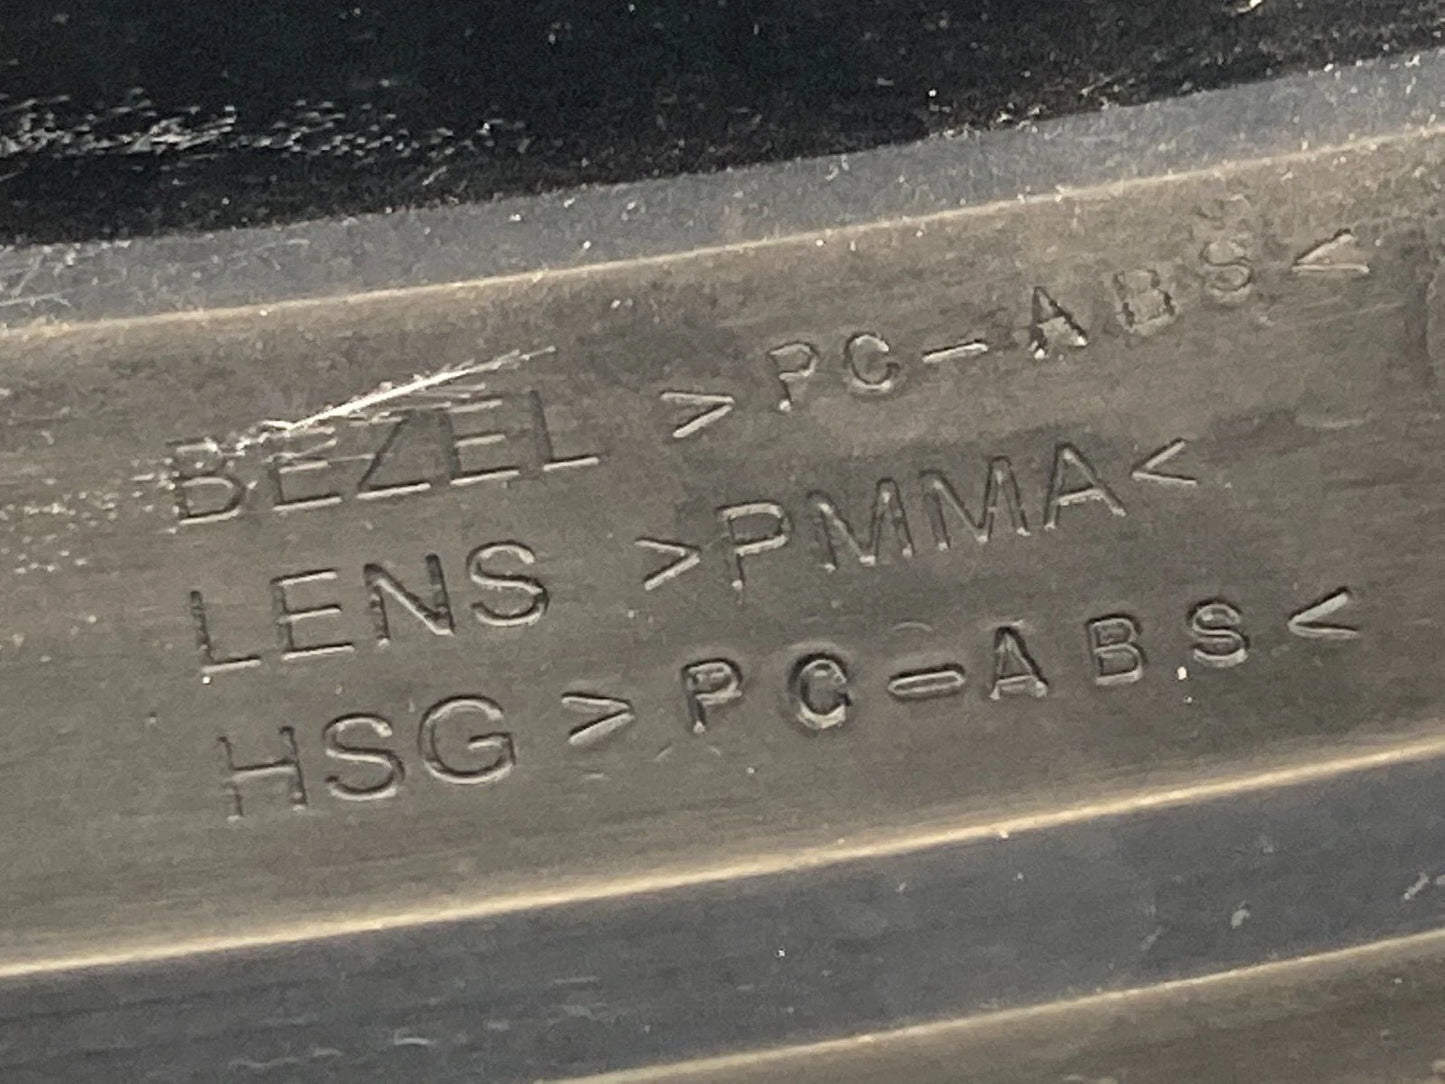 BEZEL >PC-ABS<
LENS >PMMA<
HSG >PC-ABS<